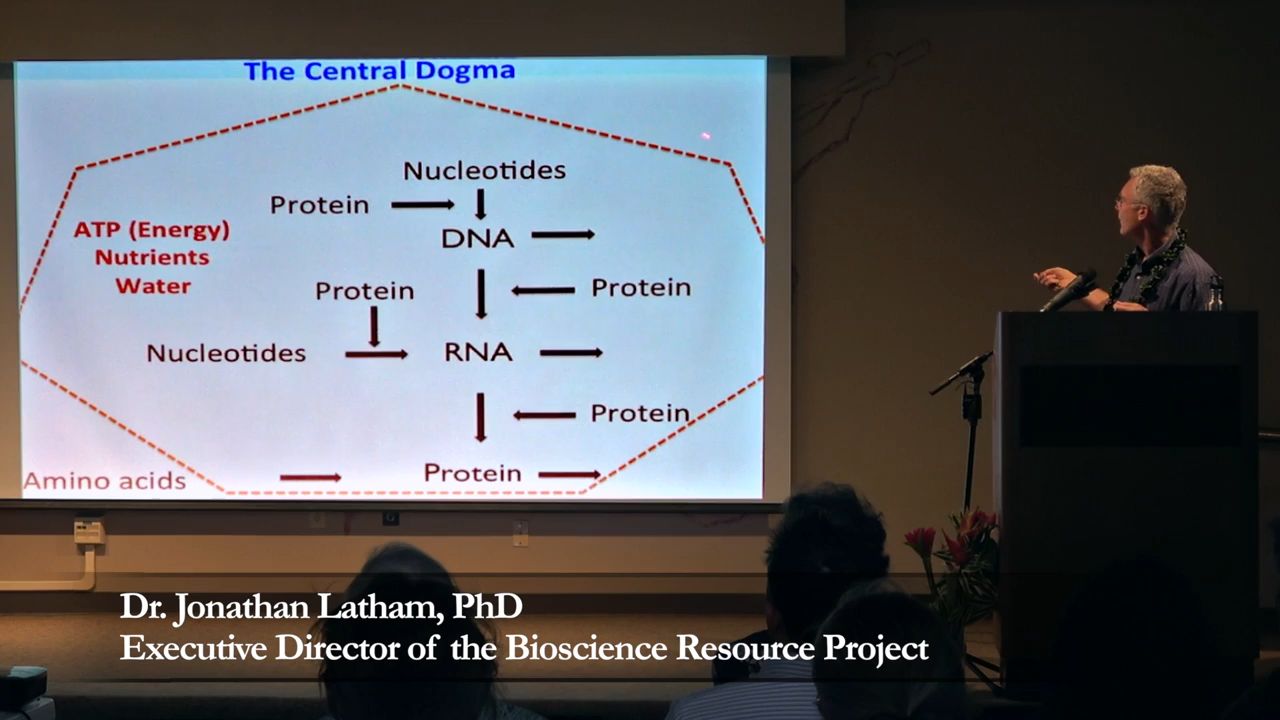 The Central Dogma
Nucleotides
Protein
DNA
ATP (Energy)
Nutrients
Water
Protein
Protein
Nucleotides
RNA
Protein
Protein
Amino acids
Dr. Jonathan Latham, PhD
Executive Director of the Bioscience Resource Project